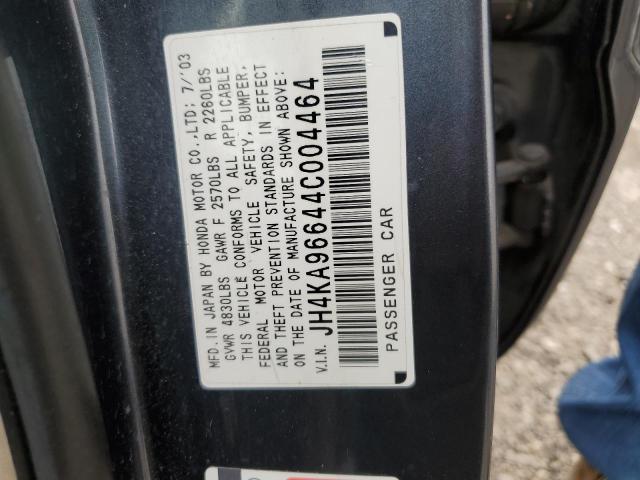 MFD.IN JAPAN BY HONDA MOTOR CO.,LTD; 7/'03
GVWR 4830LBS GAWR F 2570LBS R 2260LBS
THIS VEHICLE CONFORMS TO ALL APPLICABLE
FEDERAL MOTOR VEHICLE SAFETY, BUMPER,
AND THEFT PREVENTION STANDARDS IN EFFECT
ON THE DATE OF MANUFACTURE SHOWN ABOVE:
V.I.N. JH4KA96644C004464
PASSENGER CAR